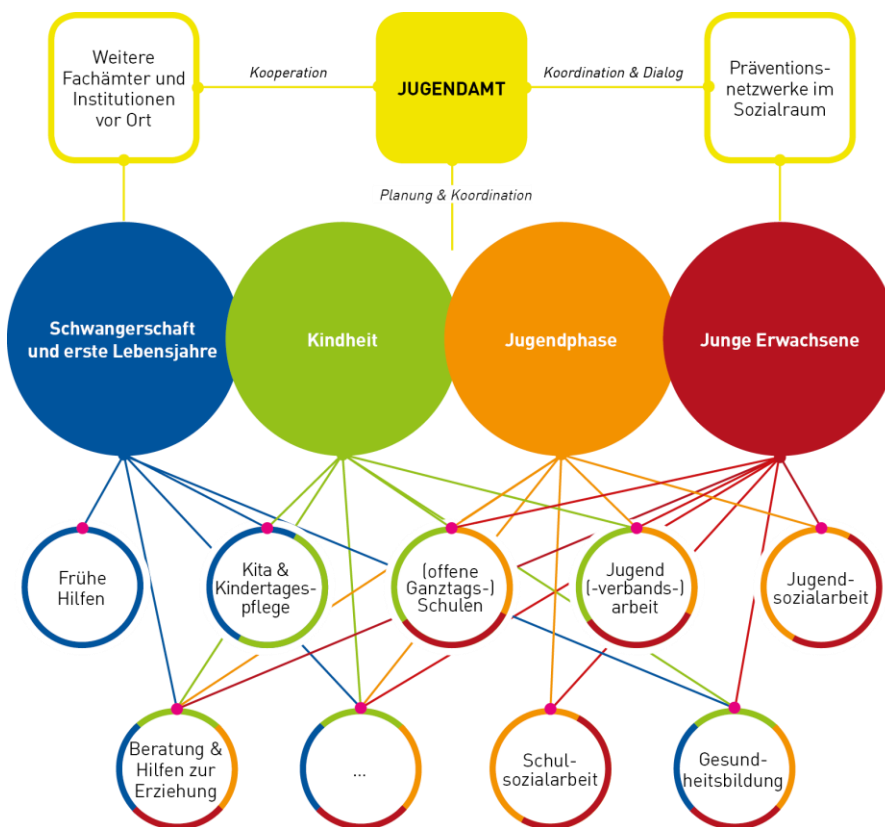 Weitere
Fachämter und
Institutionen
vor Ort
Kooperation
JUGENDAMT
Koordination & Dialog
Präventions-
netzwerke im
Sozialraum
Planung & Koordination
Schwangerschaft
und erste Lebensjahre
Kindheit
Jugendphase
Junge Erwachsene
Frühe
Hilfen
Kita &
Kindertages-
pflege
(offene
Ganztags-)
Schulen
Jugend
(-verbands-)
arbeit
Jugend-
sozialarbeit
Beratung &
Hilfen zur
Erziehung
...
Schul-
sozialarbeit
Gesund-
heitsbildung